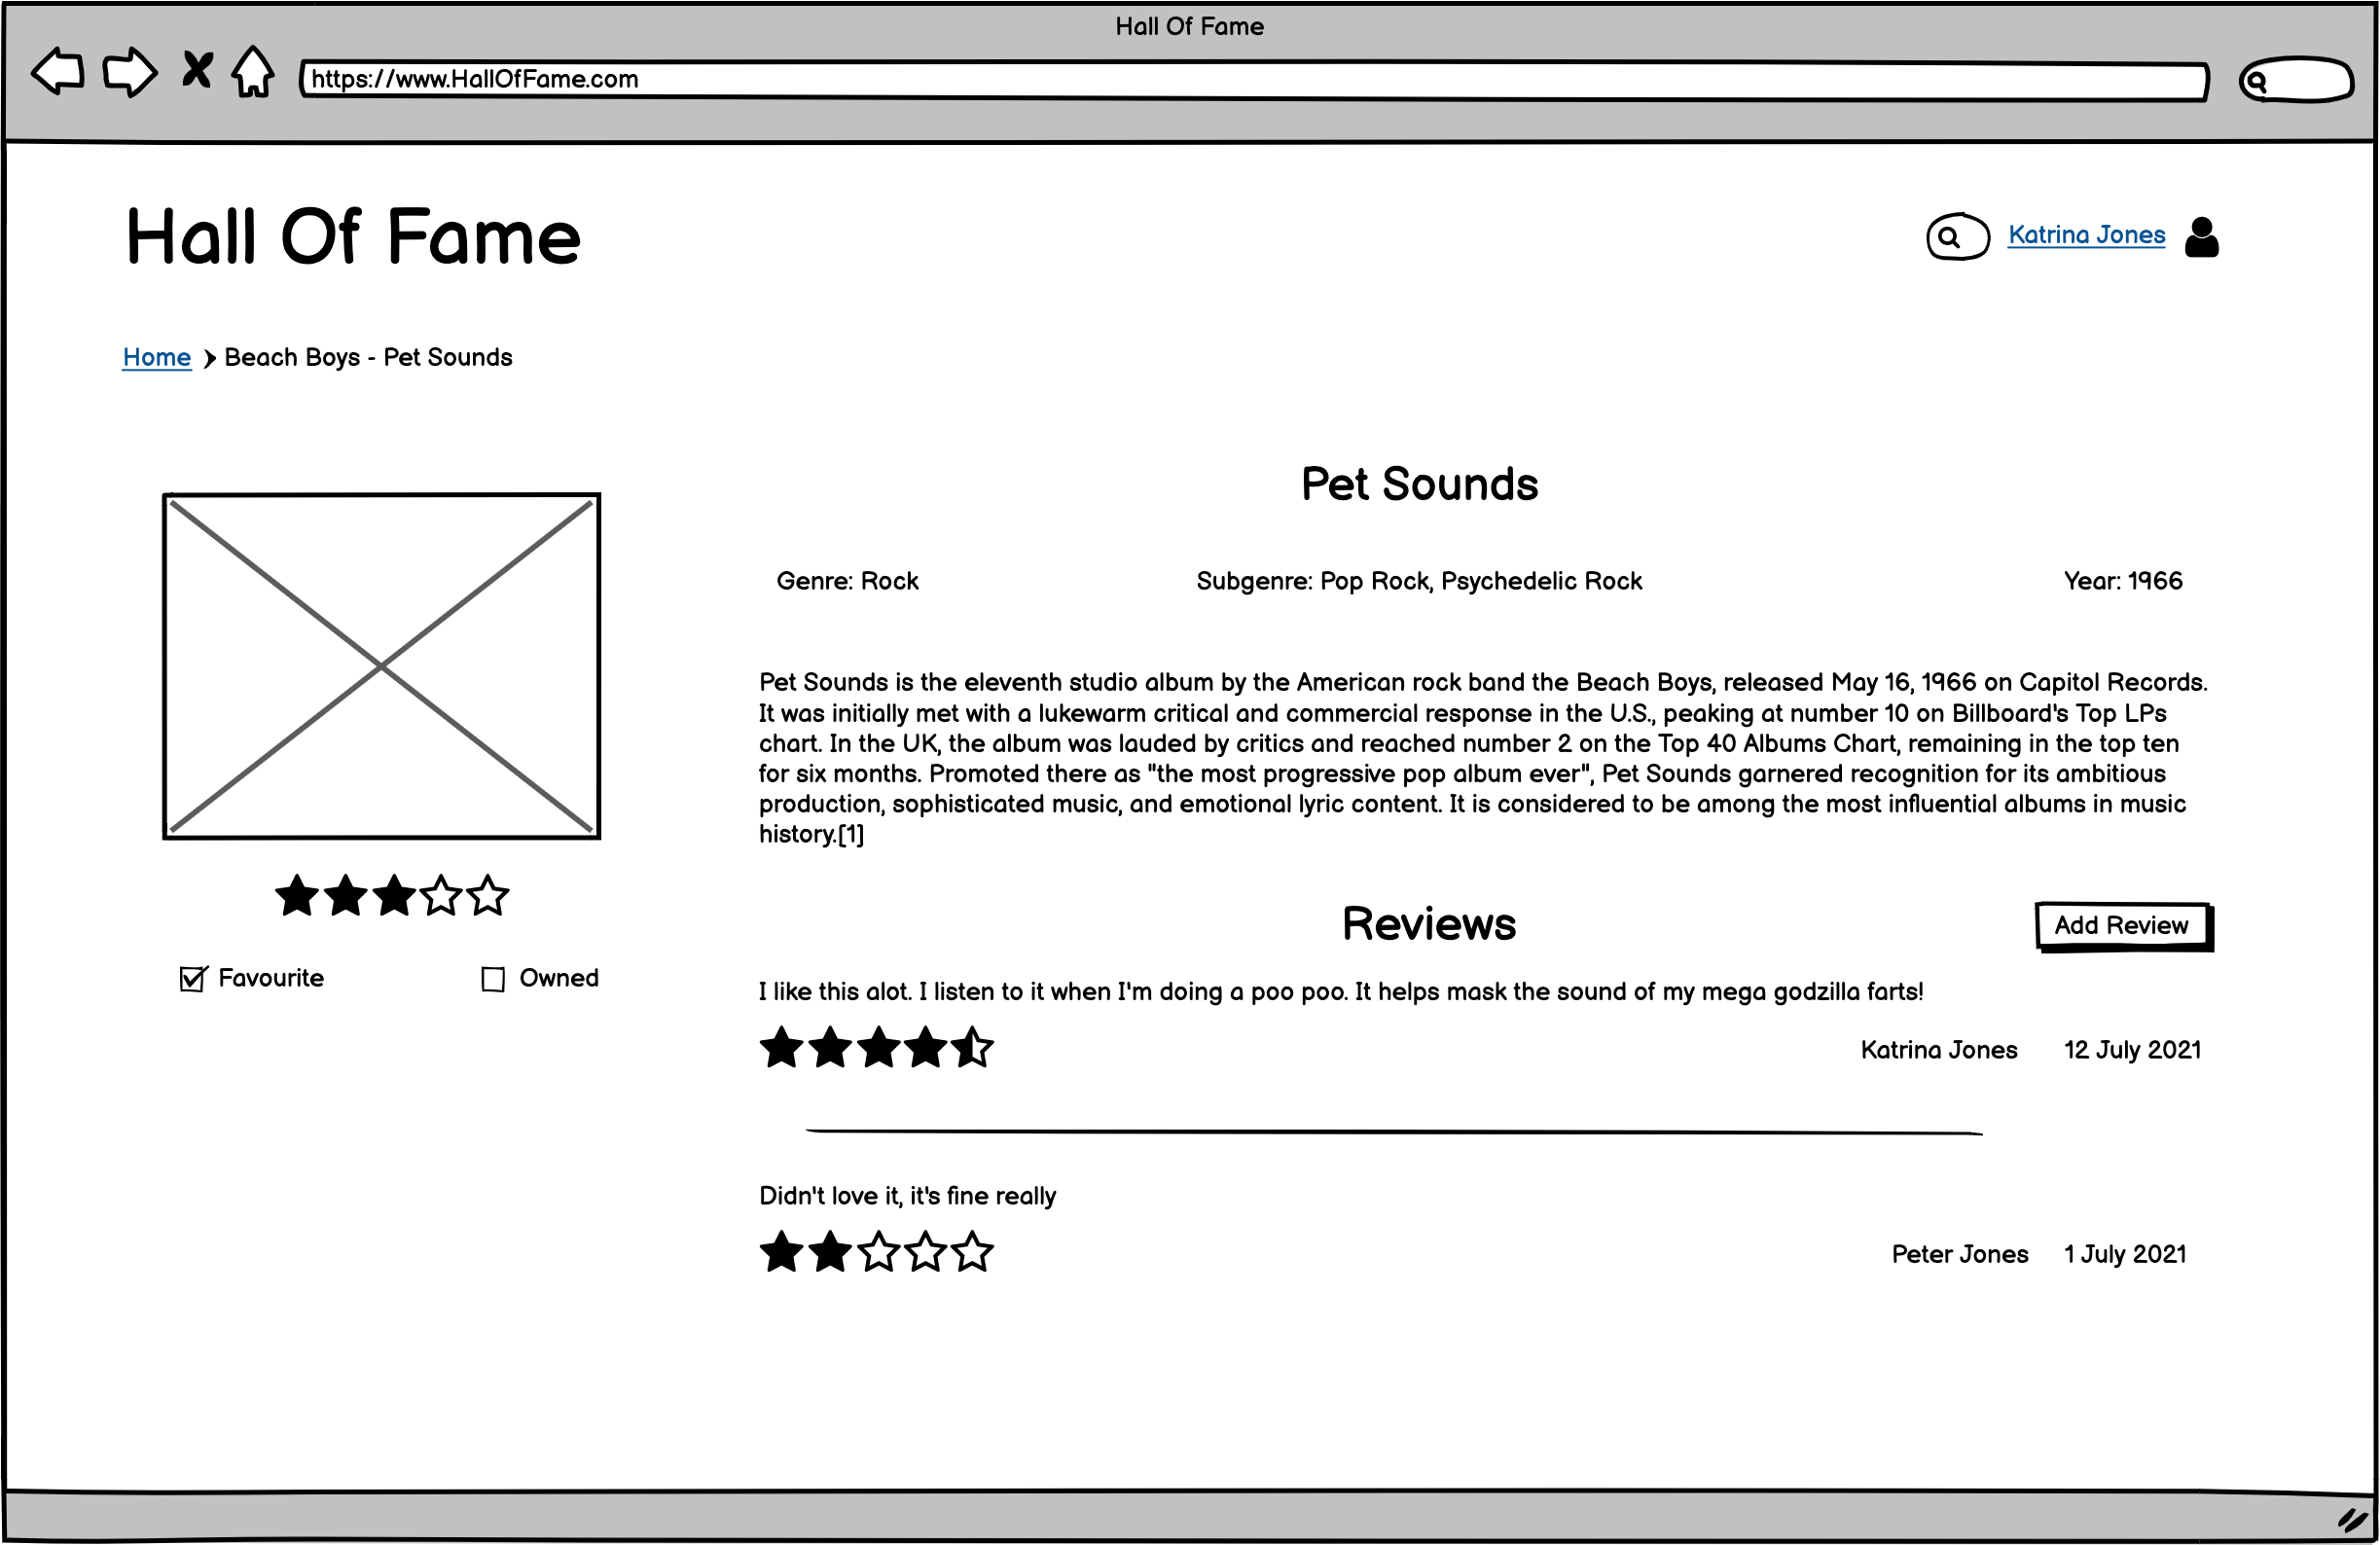 Hall Of Fame
https://www.HallOfFame.com
Hall Of Fame
Katrina Jones
Home
Beach Boys - Pet Sounds
Pet Sounds
Genre: Rock
Subgenre: Pop Rock, Psychedelic Rock
Year: 1966
Pet Sounds is the eleventh studio album by the American rock band the Beach Boys, released May 16, 1966 on Capitol Records.
It was initially met with a lukewarm critical and commercial response in the U.S., peaking at number 10 on Billboard's Top LPs
chart. In the UK, the album was lauded by critics and reached number 2 on the Top 40 Albums Chart, remaining in the top ten
for six months. Promoted there as "the most progressive pop album ever", Pet Sounds garnered recognition for its ambitious
production, sophisticated music, and emotional lyric content. It is considered to be among the most influential albums in music
history.[1]
Favourite
Owned
Reviews
Add Review
I like this alot. I listen to it when I'm doing a poo poo. It helps mask the sound of my mega godzilla farts!
Katrina Jones
12 July 2021
Didn't love it, it's fine really
Peter Jones
1 July 2021